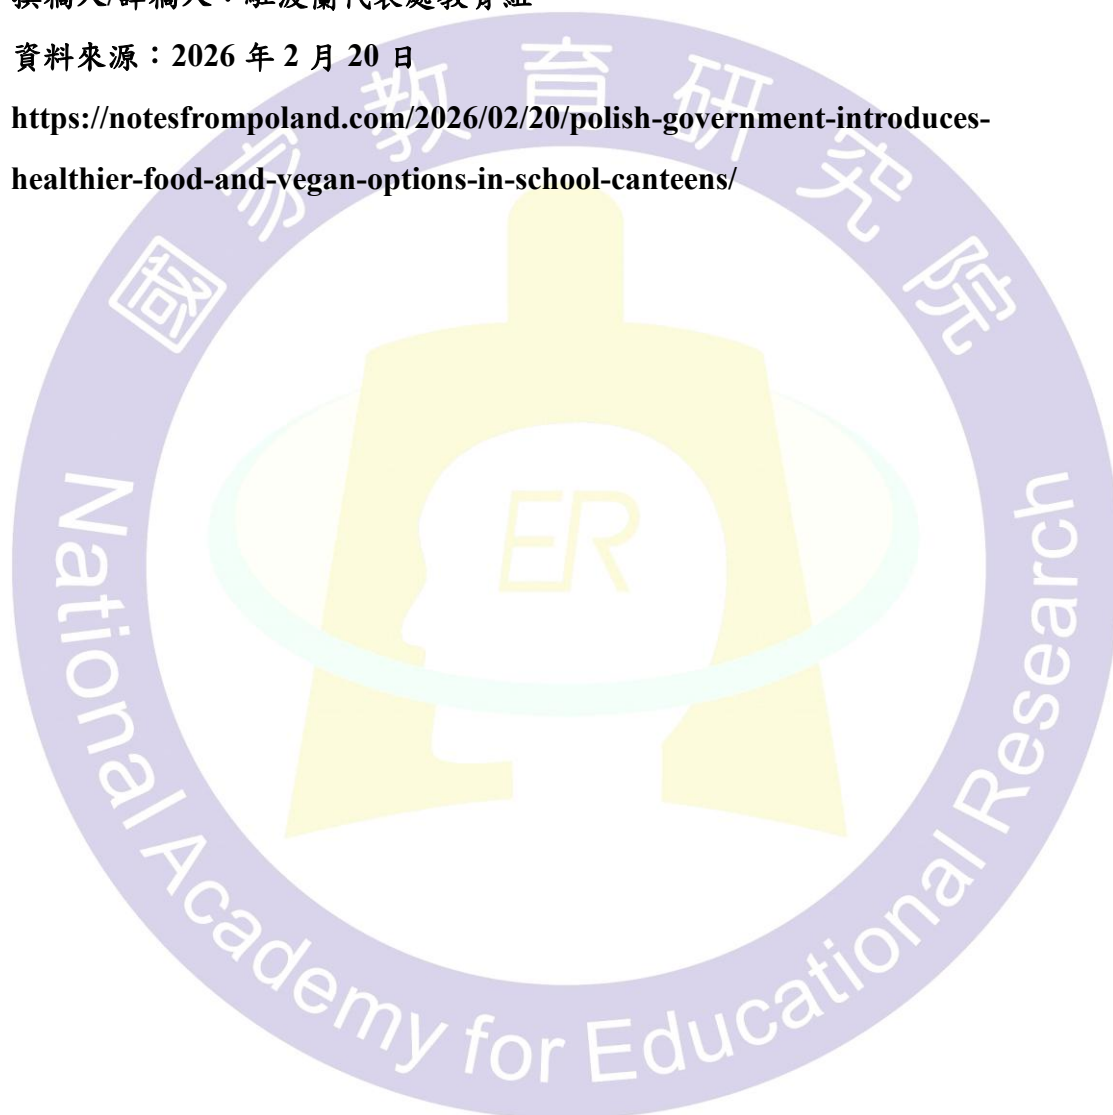 撰稿人/譯稿人：駐波蘭代表處教育組
資料來源：2026 年 2 月 20 日
https://notesfrompoland.com/2026/02/20/polish-government-introduces-
healthier-food-and-vegan-options-in-school-canteens/
國家教育研究院
ER
National Academy for Educational Research